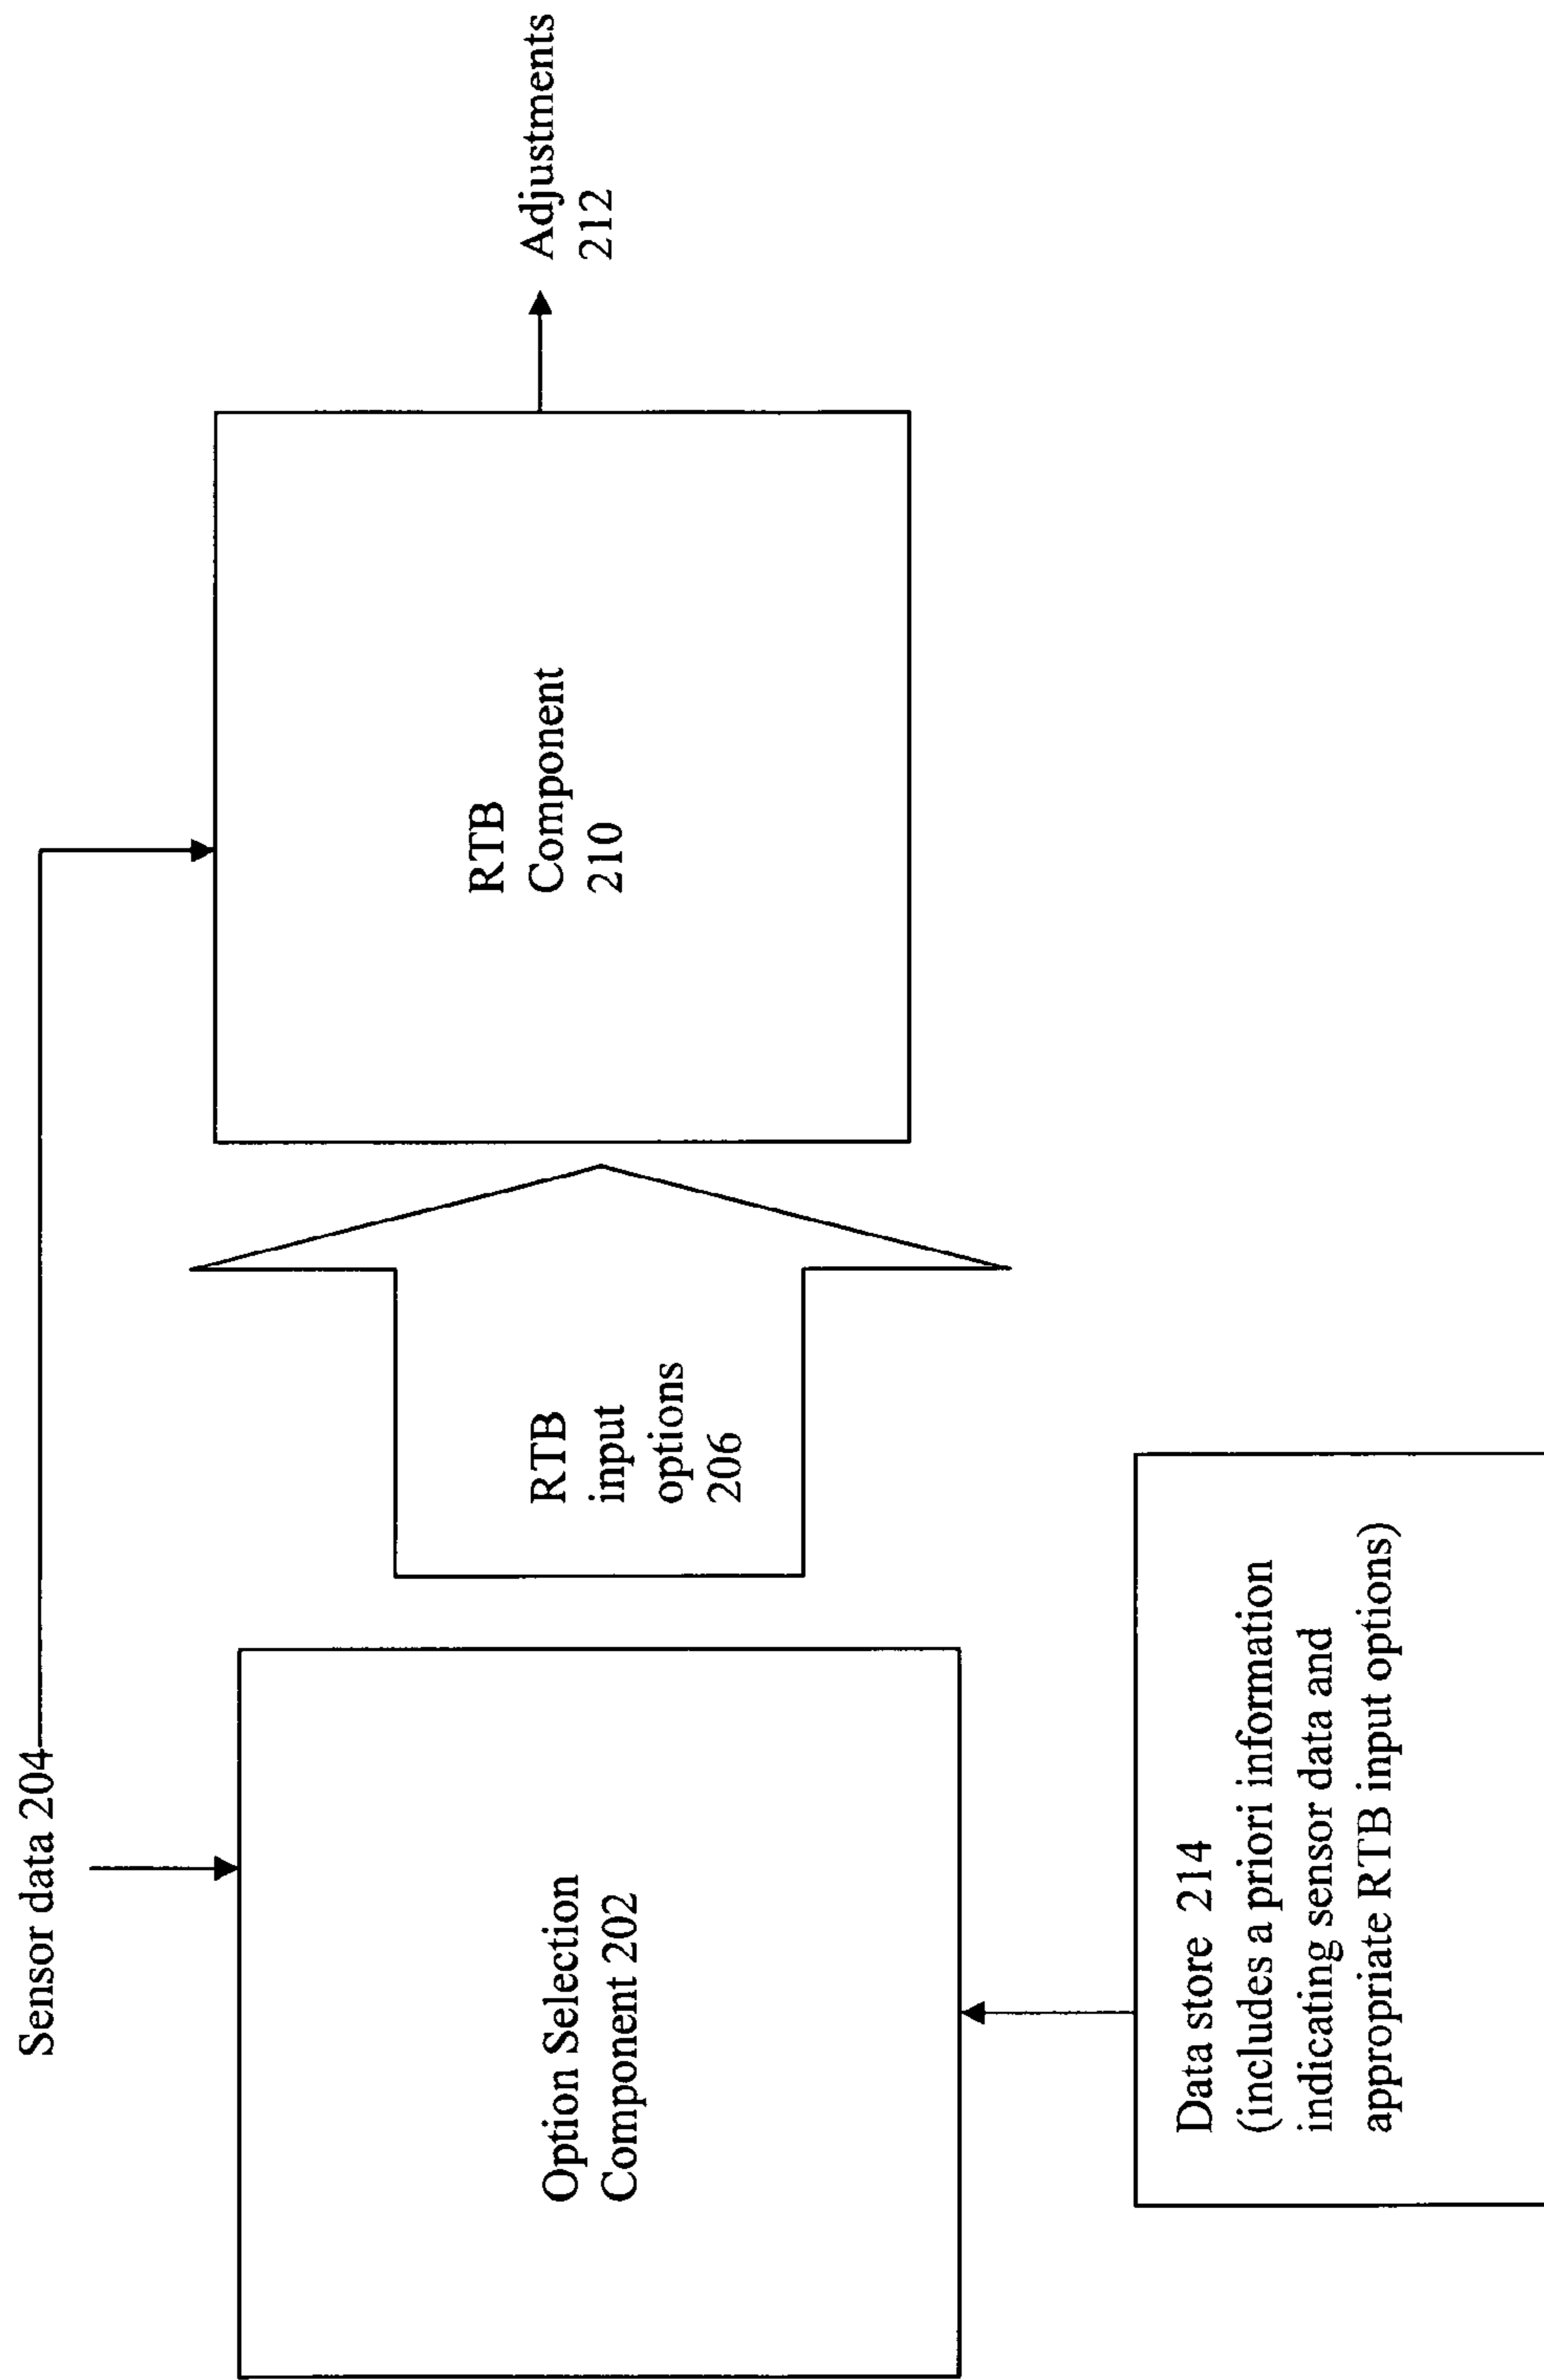 Sensor data 204
Option Selection
Component 202
RTB
input
options
206
RTB
Component
210
Adjustments
212
Data store 214
(includes a priori information
indicating sensor data and
appropriate RTB input options)